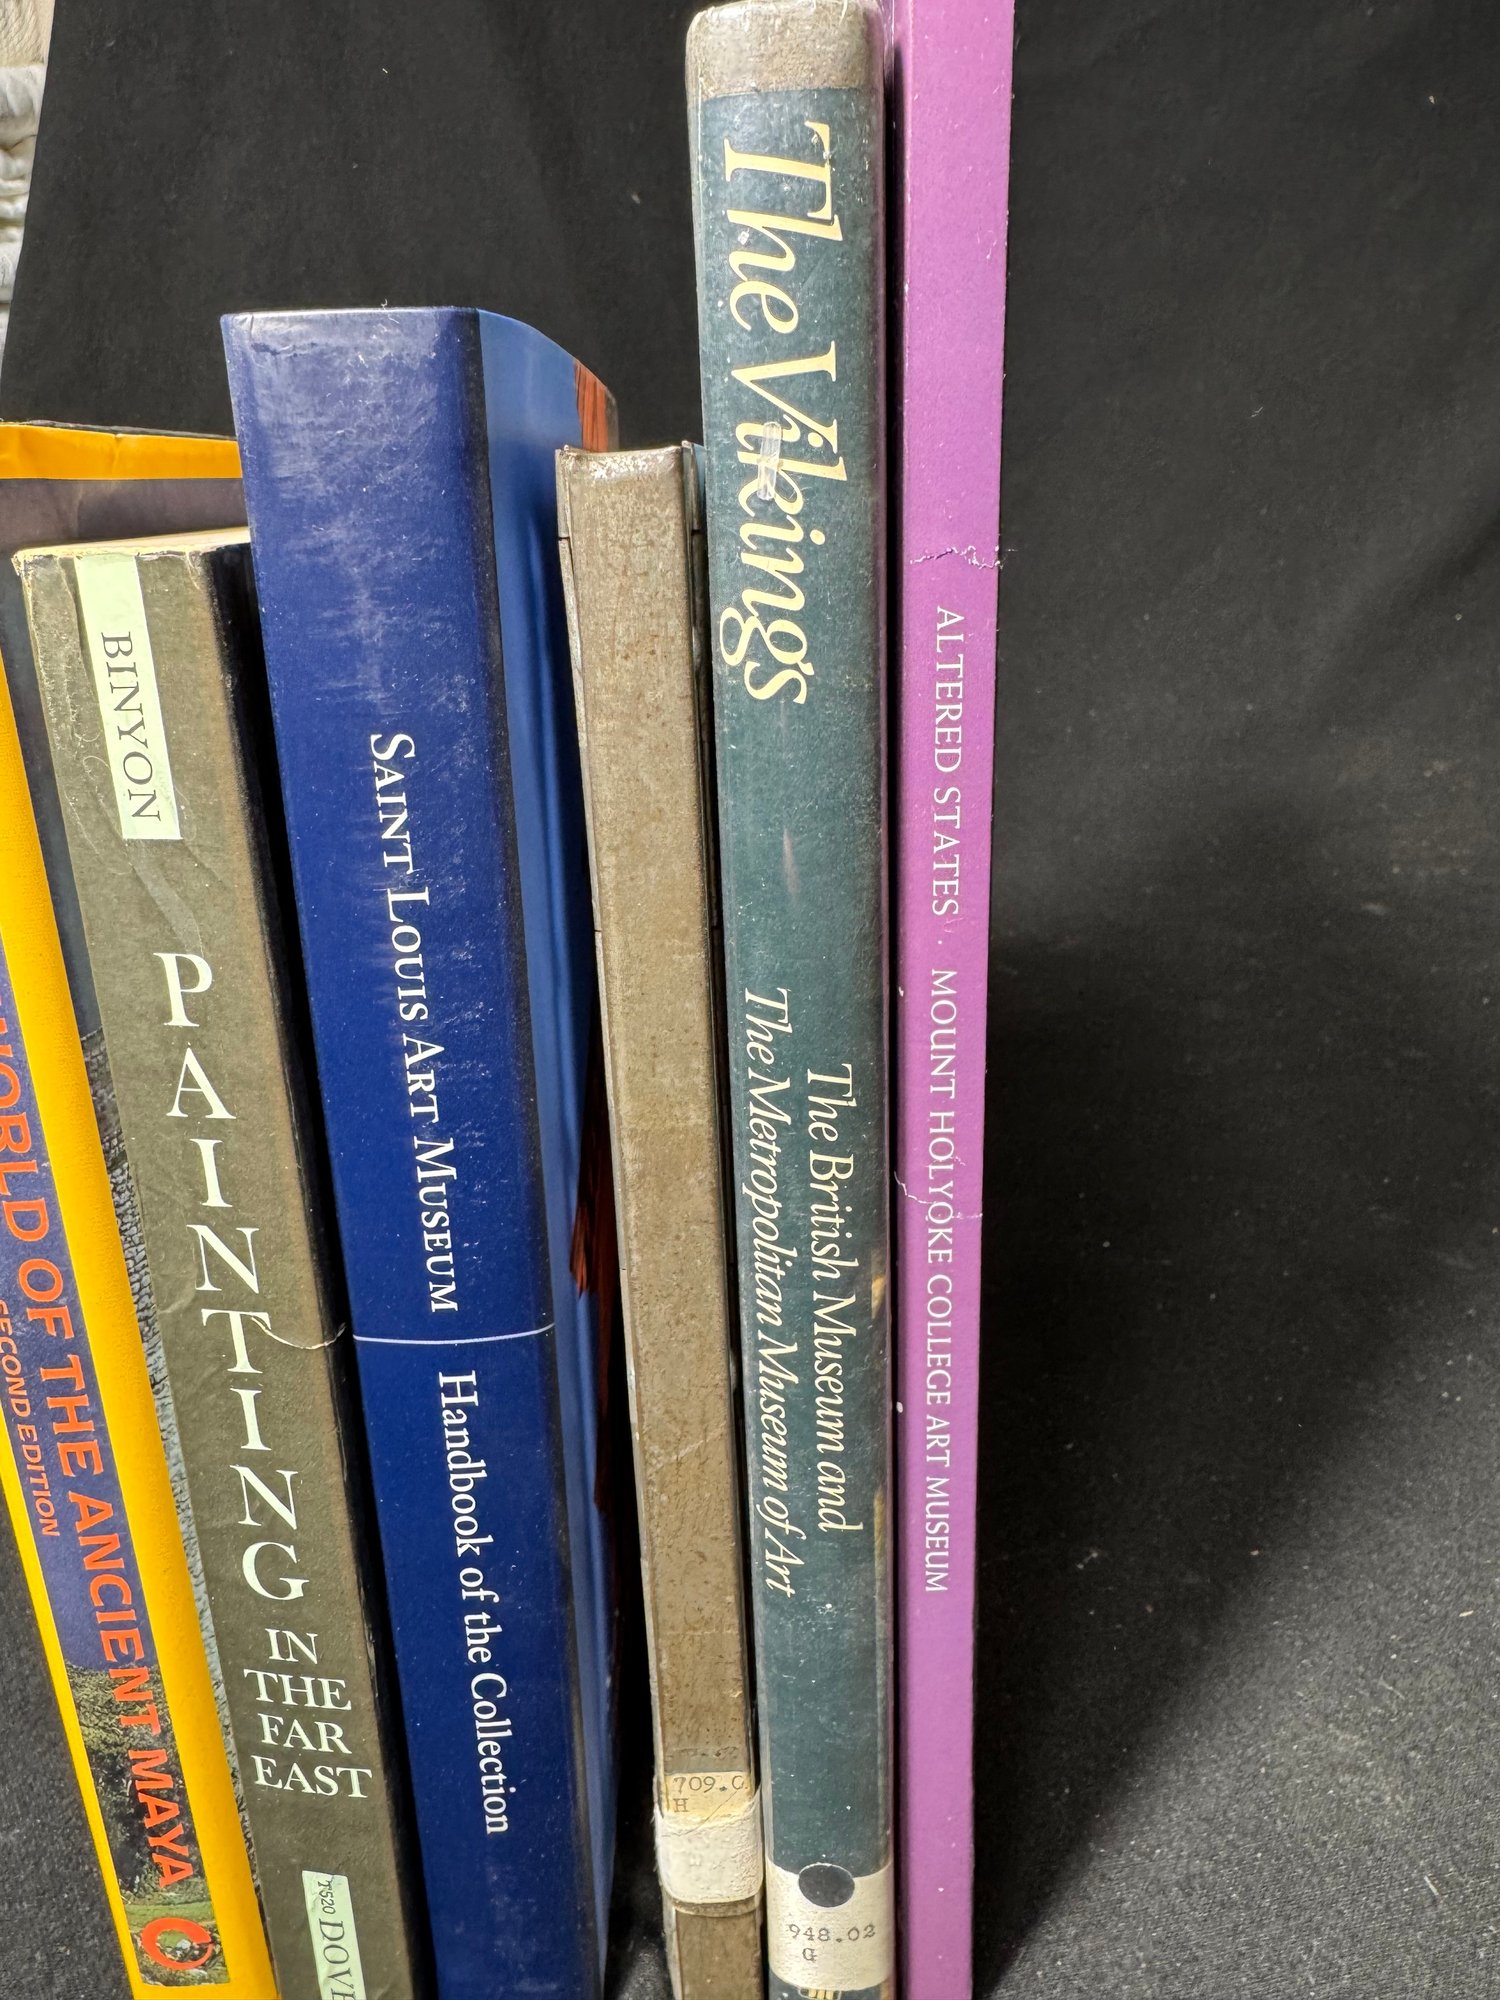 WORLD OF THE ANCIENT MAYA
SECOND EDITION
BINYON
PAINTING
IN
THE
FAR
EAST
T520 DOVE
SAINT LOUIS ART MUSEUM
Handbook of the Collection
709.0
H
The Vikings
The British Museum and
The Metropolitan Museum of Art
948.02
G
ALTERED STATES · MOUNT HOLYOKE COLLEGE ART MUSEUM